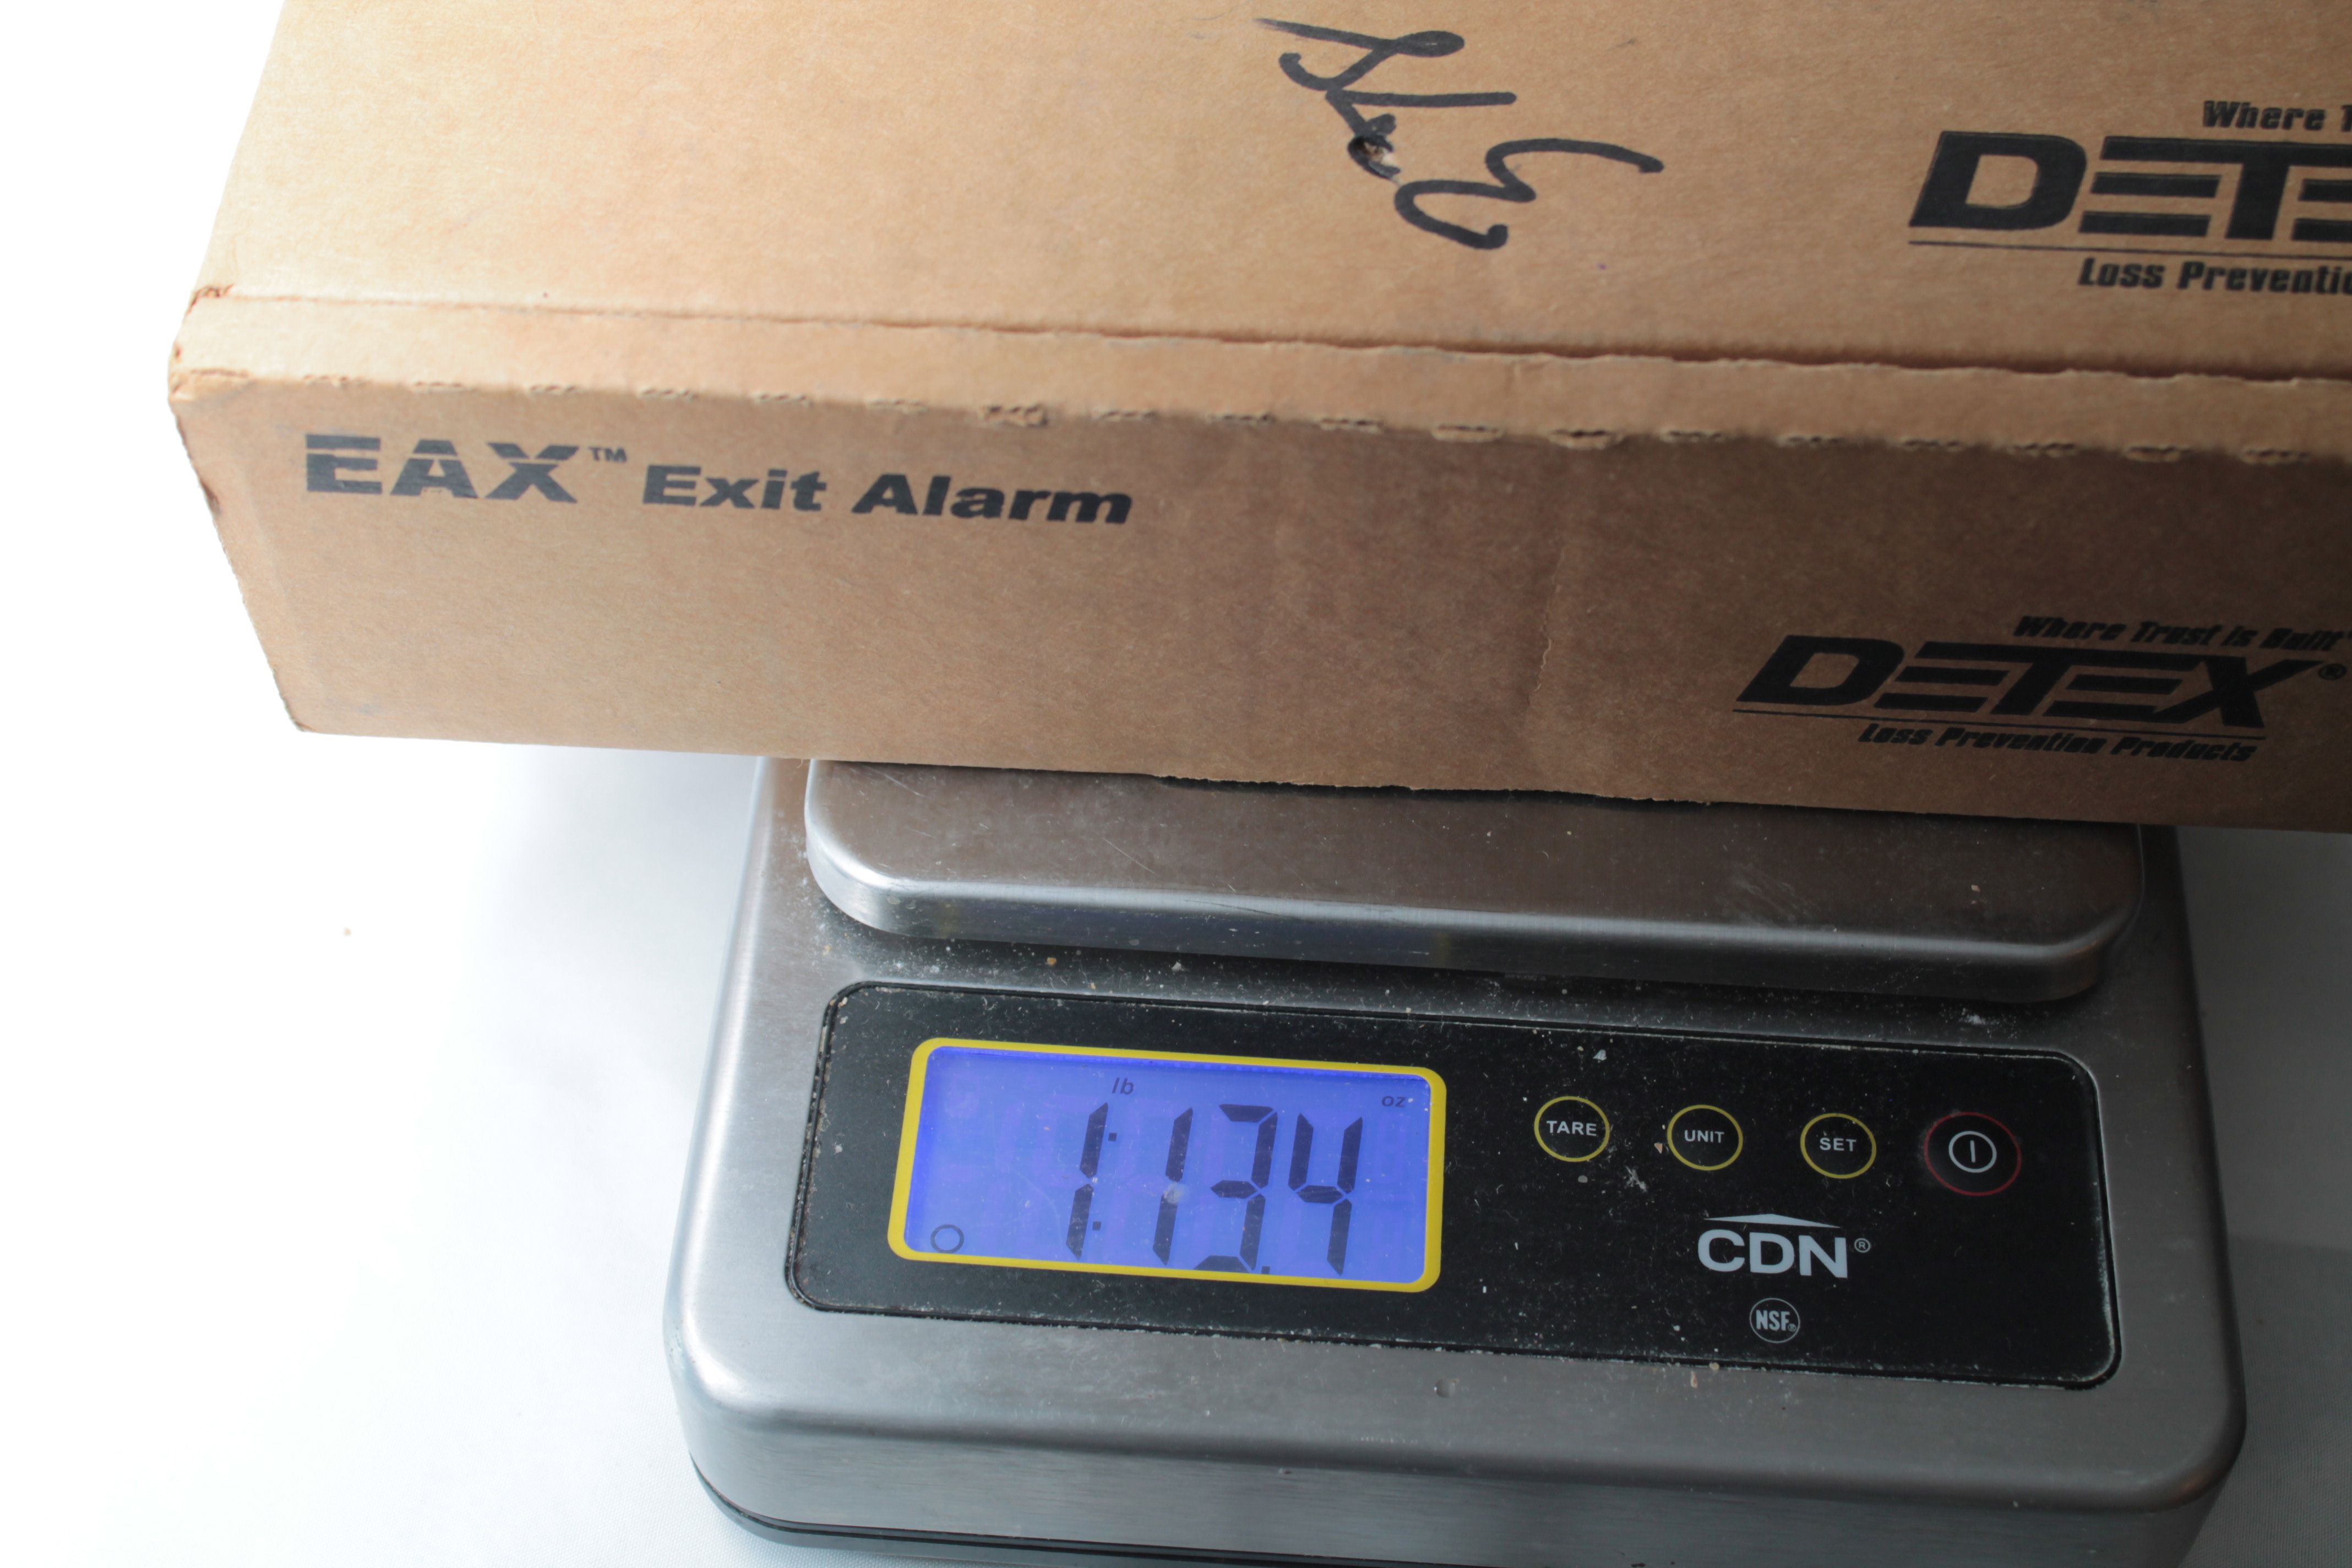 Where T
DETE
Loss Preventio
EAX™ Exit Alarm
Where Trust is Built
DETEX®
Loss Prevention Products
lb oz
1:13.4
TARE UNIT SET
CDN®
NSF®